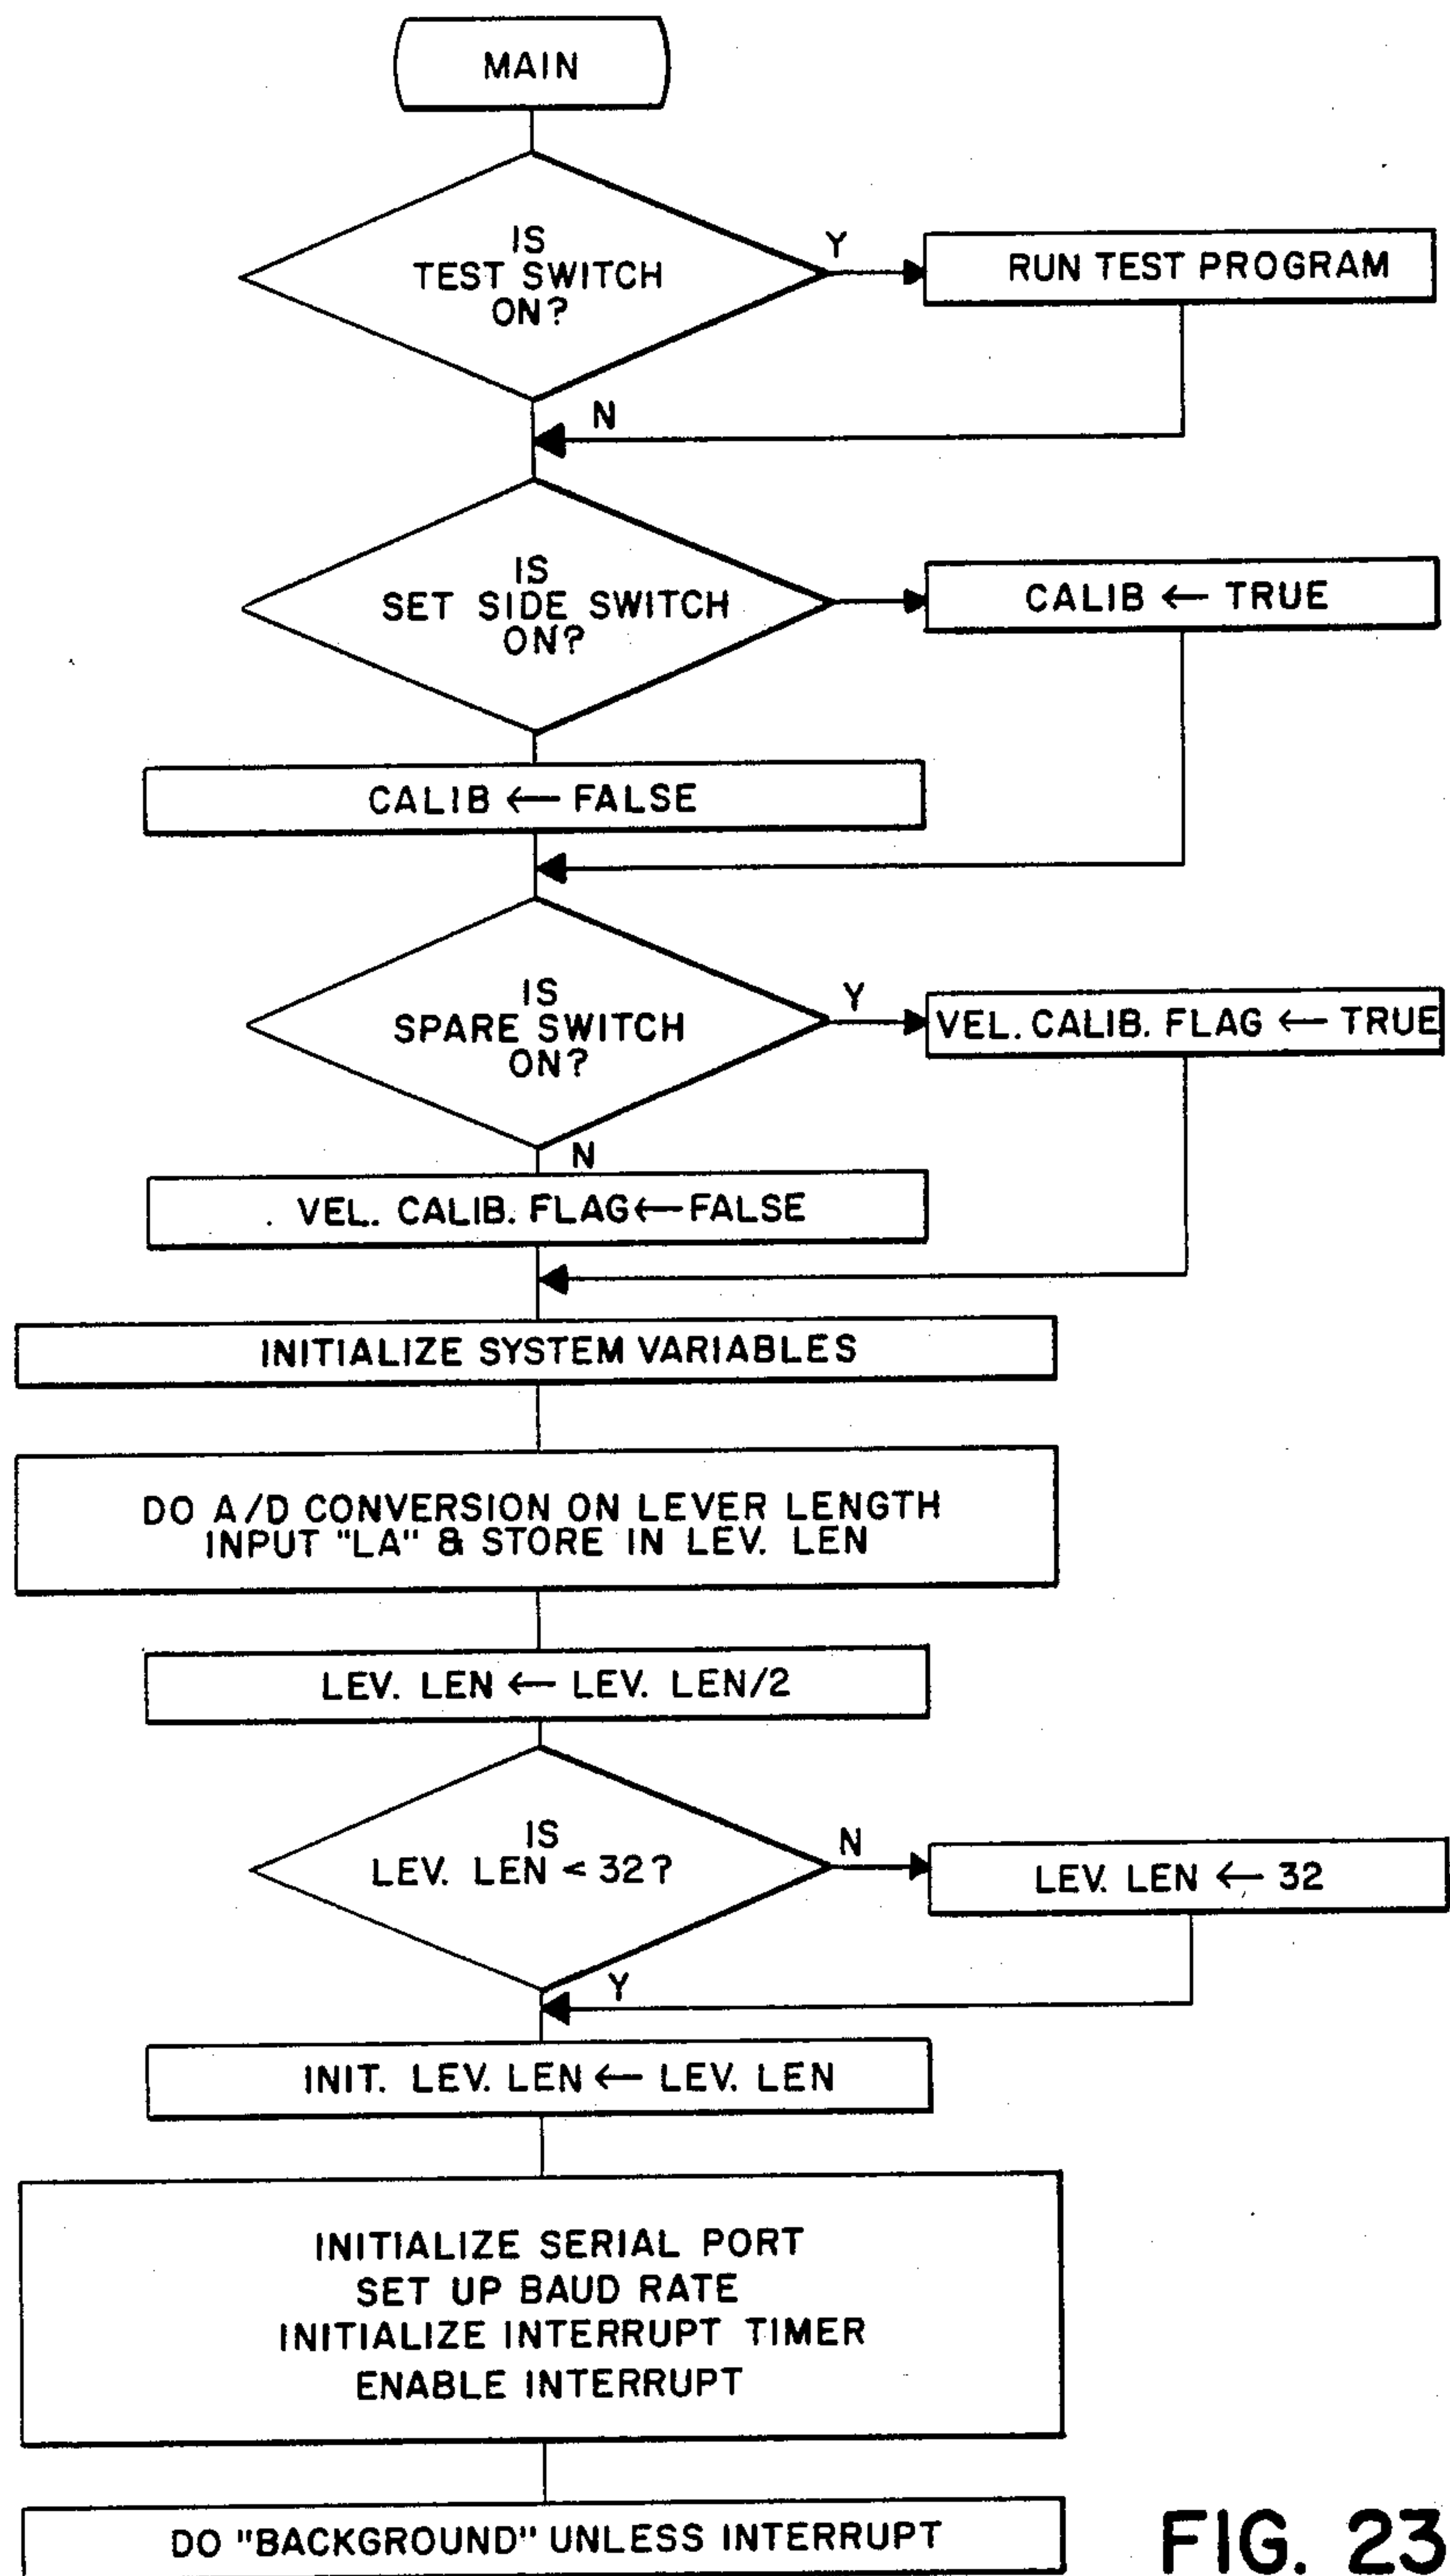 MAIN
IS
TEST SWITCH
ON?
Y
RUN TEST PROGRAM
N
IS
SET SIDE SWITCH
ON?
CALIB ← TRUE
CALIB ← FALSE
IS
SPARE SWITCH
ON?
Y
VEL. CALIB. FLAG ← TRUE
N
VEL. CALIB. FLAG ← FALSE
INITIALIZE SYSTEM VARIABLES
DO A/D CONVERSION ON LEVER LENGTH
INPUT "LA" & STORE IN LEV. LEN
LEV. LEN ← LEV. LEN/2
IS
LEV. LEN < 32?
N
LEV. LEN ← 32
Y
INIT. LEV. LEN ← LEV. LEN
INITIALIZE SERIAL PORT
SET UP BAUD RATE
INITIALIZE INTERRUPT TIMER
ENABLE INTERRUPT
DO "BACKGROUND" UNLESS INTERRUPT
FIG. 23